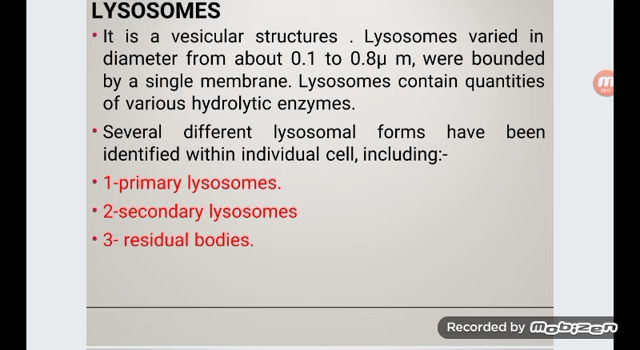 LYSOSOMES
• It is a vesicular structures . Lysosomes varied in
diameter from about 0.1 to 0.8µ m, were bounded
by a single membrane. Lysosomes contain quantities
of various hydrolytic enzymes.
• Several different lysosomal forms have been
identified within individual cell, including:-
• 1-primary lysosomes.
• 2-secondary lysosomes
• 3- residual bodies.
Recorded by Mobizen